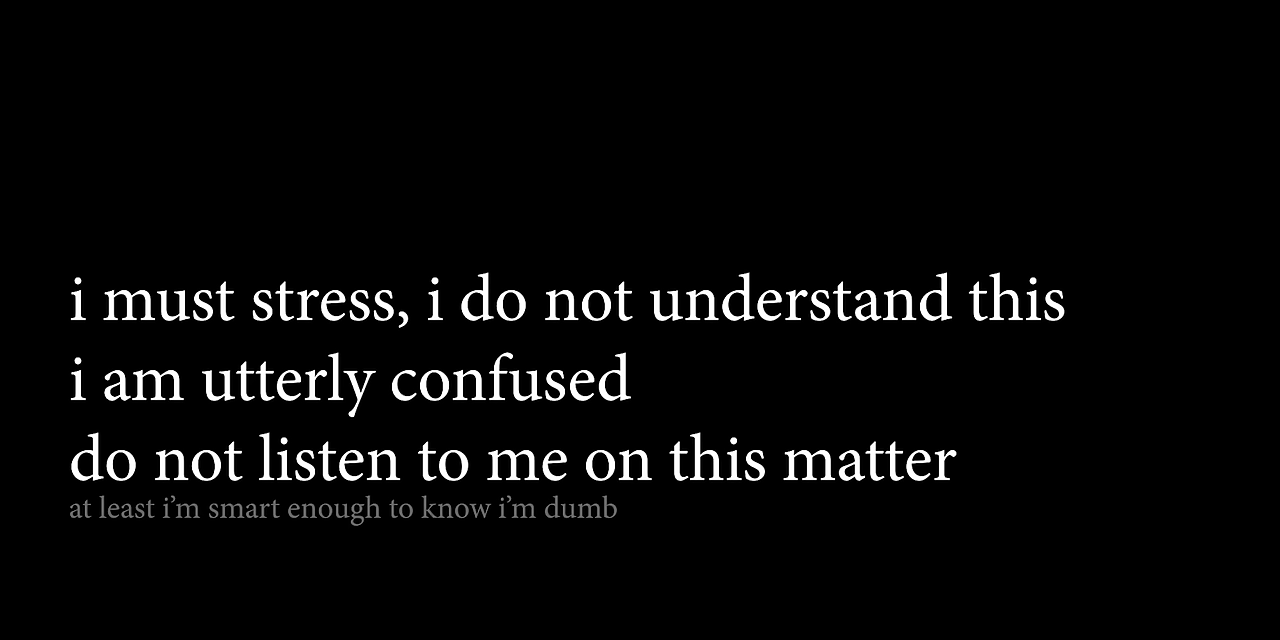 i must stress, i do not understand this
i am utterly confused
do not listen to me on this matter
at least i’m smart enough to know i’m dumb